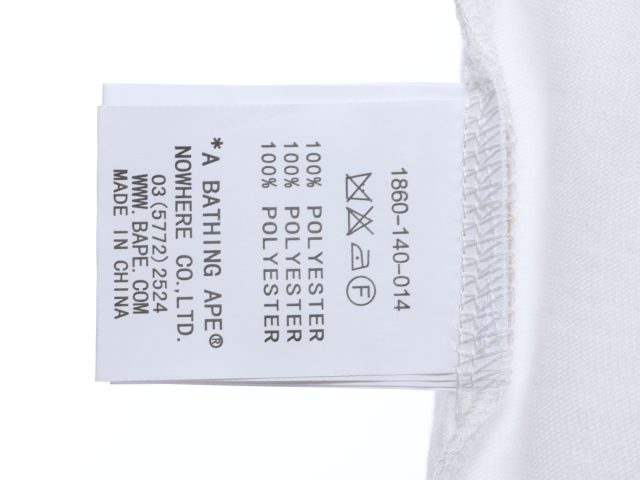 1860-140-014
F
100% POLYESTER
100% POLYESTER
100% POLYESTER
*A BATHING APE®
NOWHERE CO.,LTD.
03(5772)2524
WWW.BAPE.COM
MADE IN CHINA